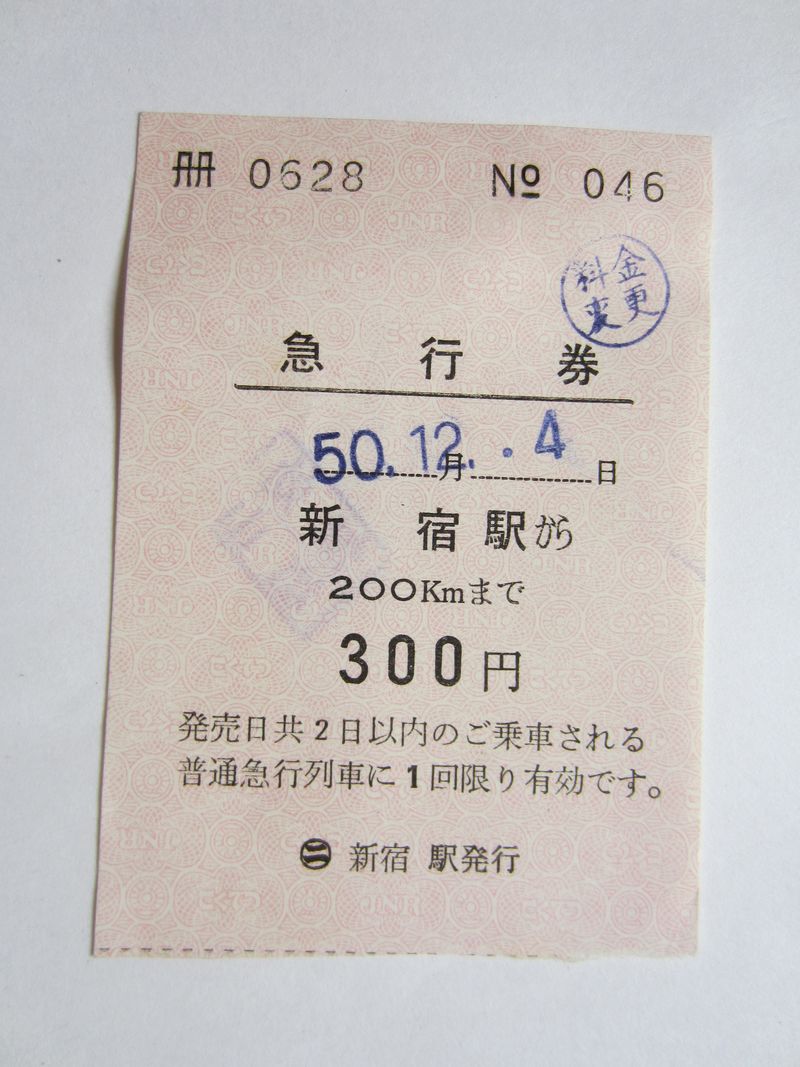 冊 0628 No 046
料金
変更
急行券
50.12.-4
月 日
新宿駅から
200Kmまで
300円
発売日共2日以内のご乗車される
普通急行列車に1回限り有効です。
㊁ 新宿 駅発行